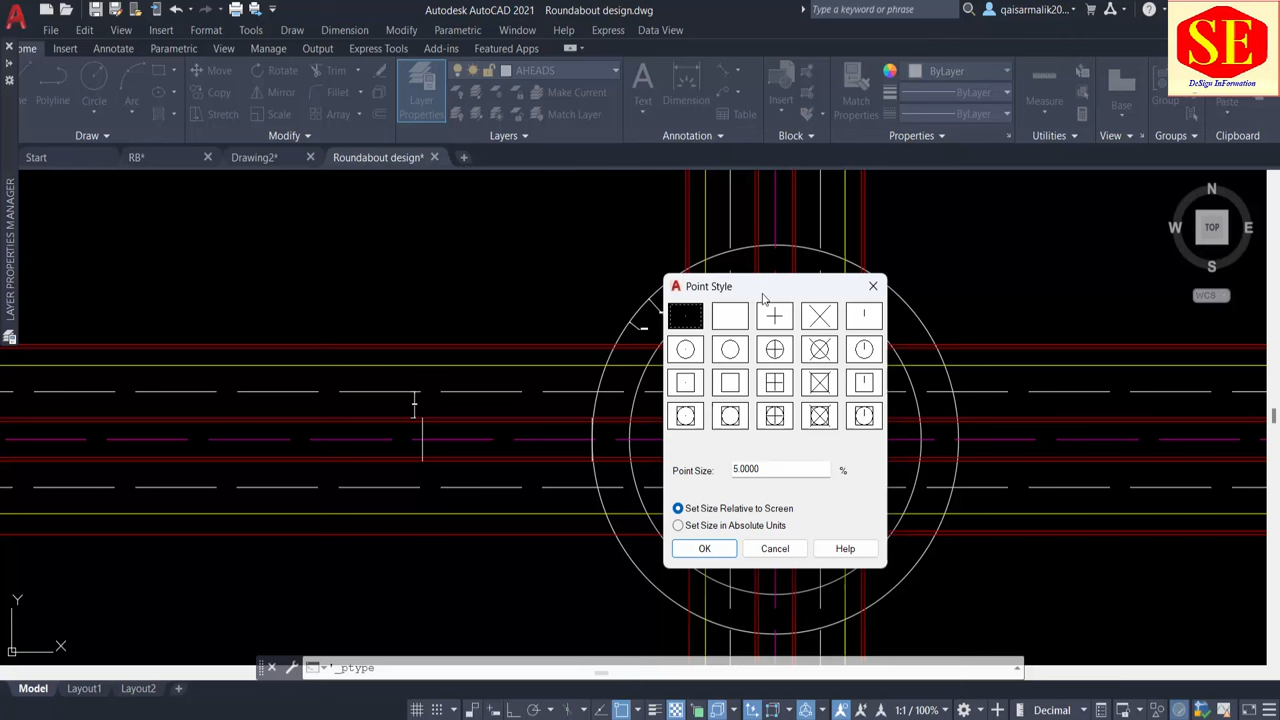 Autodesk AutoCAD 2021 Roundabout design.dwg
Type a keyword or phrase
qaisarmalik20...
SE
DeSign InFormation
File Edit View Insert Format Tools Draw Dimension Modify Parametric Window Help Express Data View
ome Insert Annotate Parametric View Manage Output Express Tools Add-ins Featured Apps
Polyline Circle Arc
Move Rotate Trim
Copy Mirror Fillet
Stretch Scale Array
Layer Properties
AHEADS
Make Current
Match Layer
Text Dimension Table
Insert
Match Properties
ByLayer
ByLayer
ByLayer
Group
Measure Base Paste
Draw Modify Layers Annotation Block Properties Utilities View Groups Clipboard
Start RB* Drawing2* Roundabout design*
LAYER PROPERTIES MANAGER
N
W TOP E
S
WCS
Point Style
Point Size: 5.0000 %
Set Size Relative to Screen
Set Size in Absolute Units
OK Cancel Help
Y
X
'_ptype
Model Layout1 Layout2
1:1 / 100% Decimal